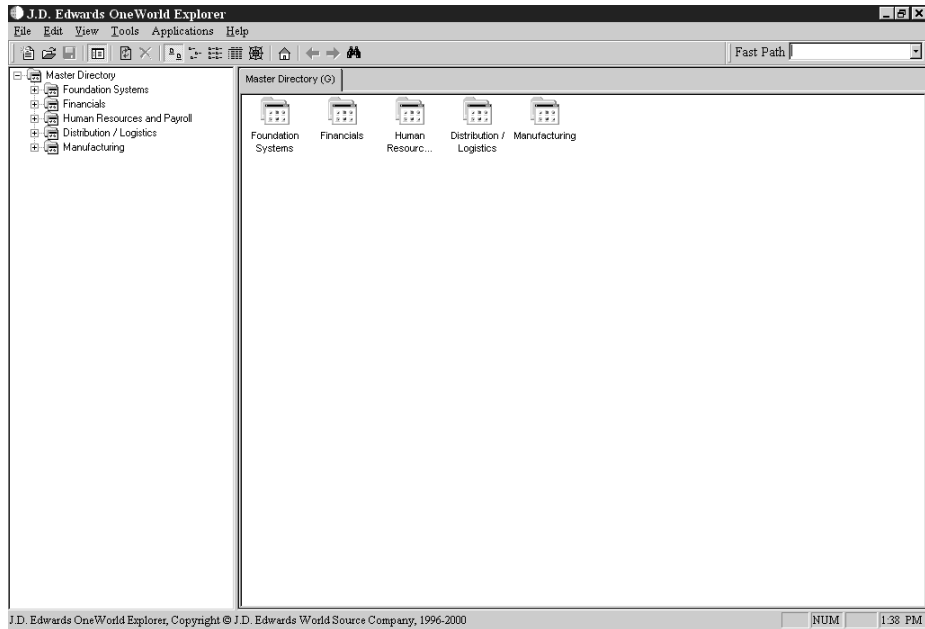 J.D. Edwards OneWorld Explorer
File Edit View Tools Applications Help
Fast Path
Master Directory
Foundation Systems
Financials
Human Resources and Payroll
Distribution / Logistics
Manufacturing
Master Directory (G)
Foundation Systems
Financials
Human Resourc...
Distribution / Logistics
Manufacturing
J.D. Edwards OneWorld Explorer, Copyright © J.D. Edwards World Source Company, 1996-2000
NUM
1:38 PM